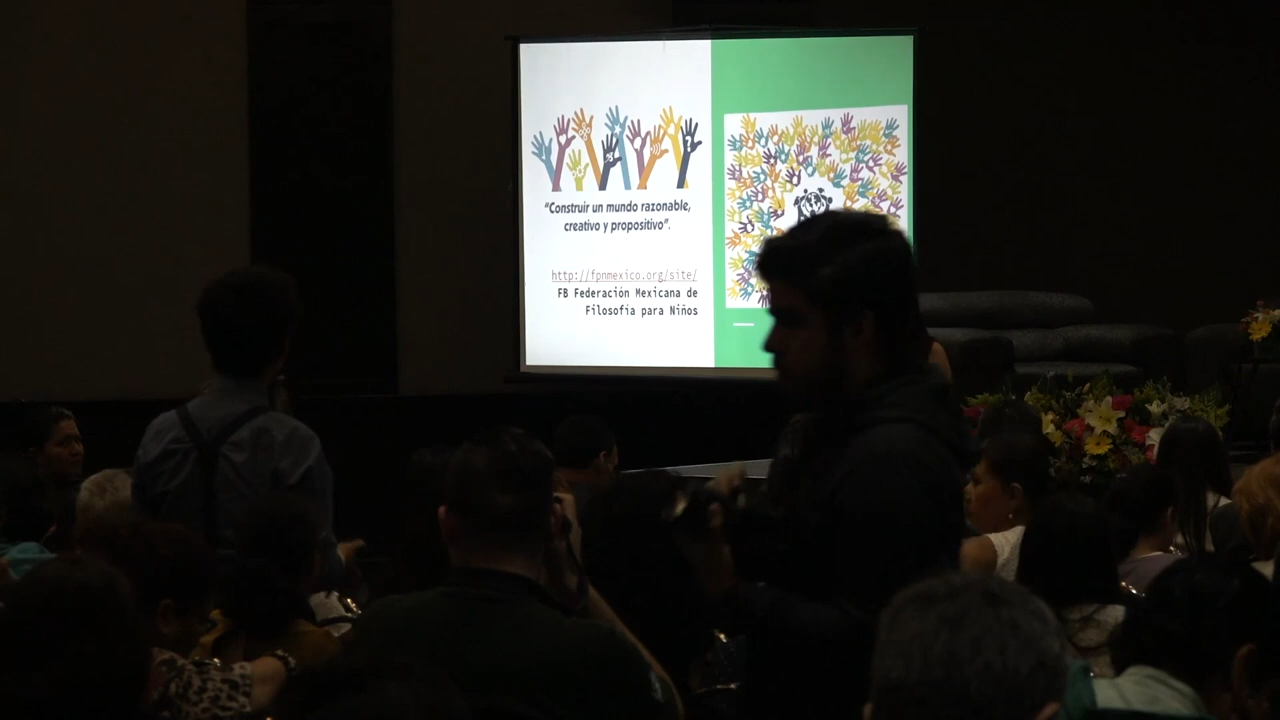 "Construir un mundo razonable,
creativo y propositivo".
http://fpnmexico.org/site/
FB Federación Mexicana de
Filosofía para Niños